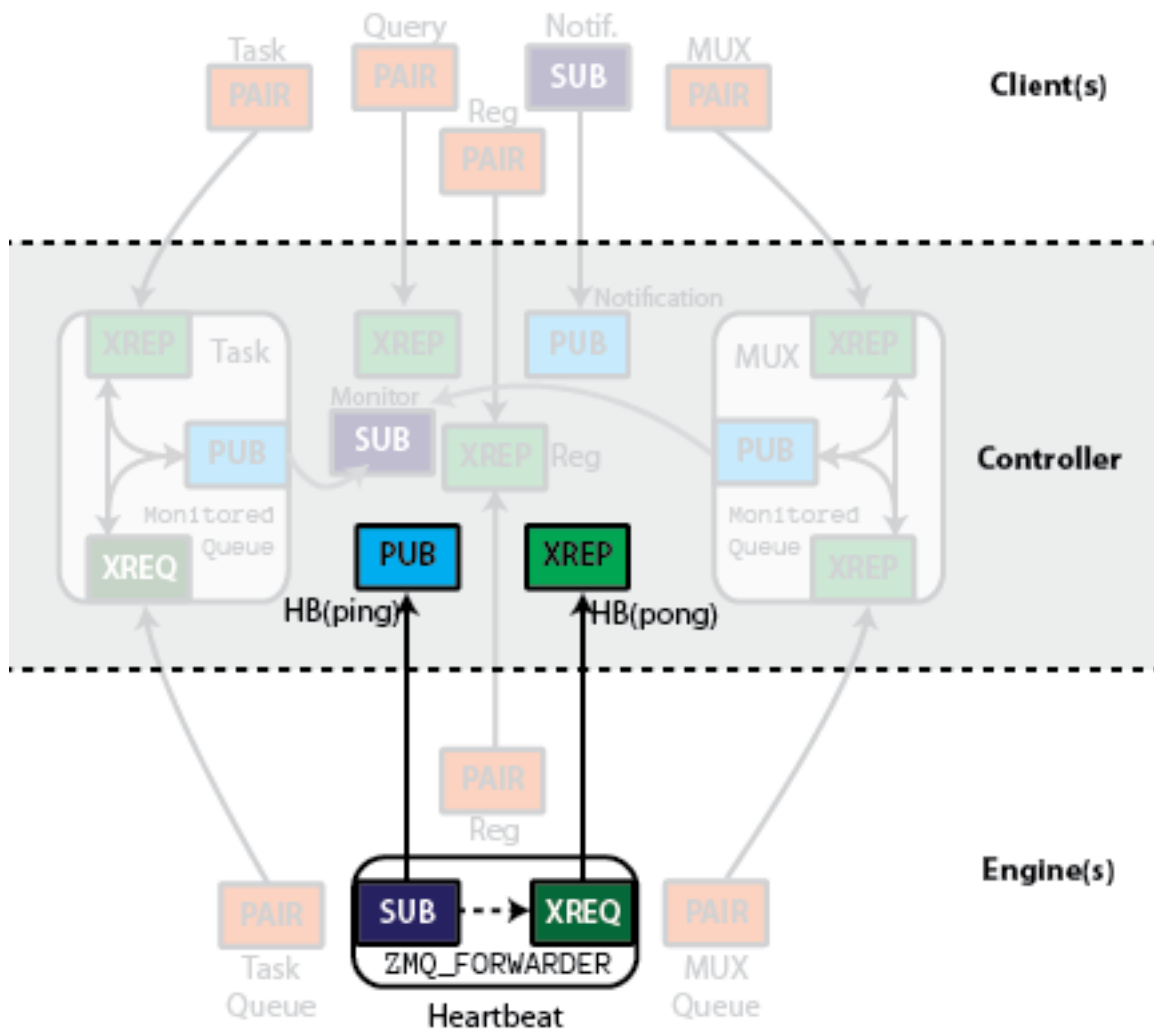 Task
PAIR
Query
PAIR
Notif.
SUB
MUX
PAIR
Client(s)
Reg
PAIR
XREP
Task
XREP
Notification
PUB
MUX
XREP
Monitor
SUB
PUB
XREP
Reg
PUB
Controller
Monitored
Queue
XREQ
Monitored
Queue
XREP
PUB
XREP
HB(ping)
HB(pong)
PAIR
Reg
Engine(s)
PAIR
Task
Queue
SUB
XREQ
ZMQ_FORWARDER
Heartbeat
PAIR
MUX
Queue